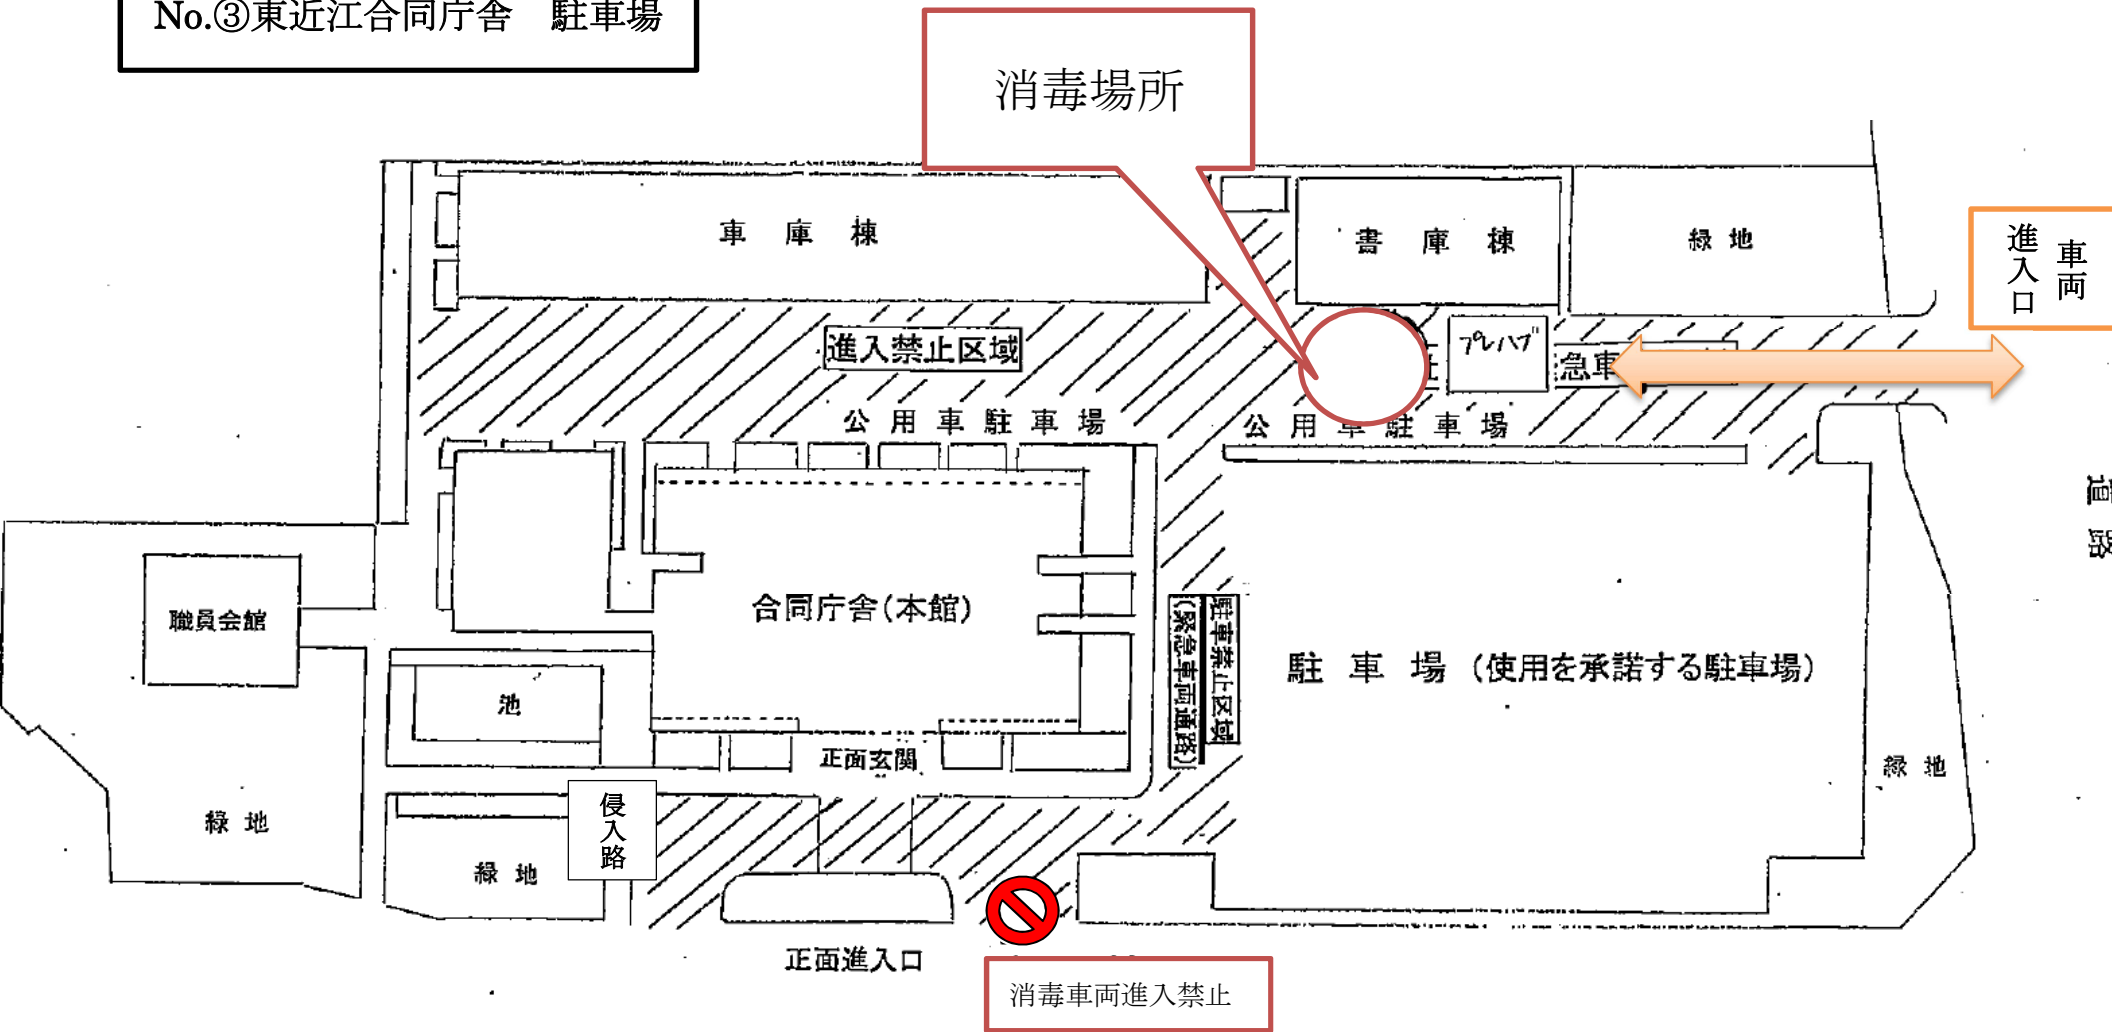 No.③東近江合同庁舎　駐車場
消毒場所
車庫棟
書庫棟
緑地
車両
進入口
進入禁止区域
プレハブ
急車
公用車駐車場
公用車駐車場
道路
職員会館
合同庁舎(本館)
駐車禁止区域
(緊急車両通路)
駐車場(使用を承諾する駐車場)
池
正面玄関
緑地
侵入路
緑地
緑地
正面進入口
消毒車両進入禁止